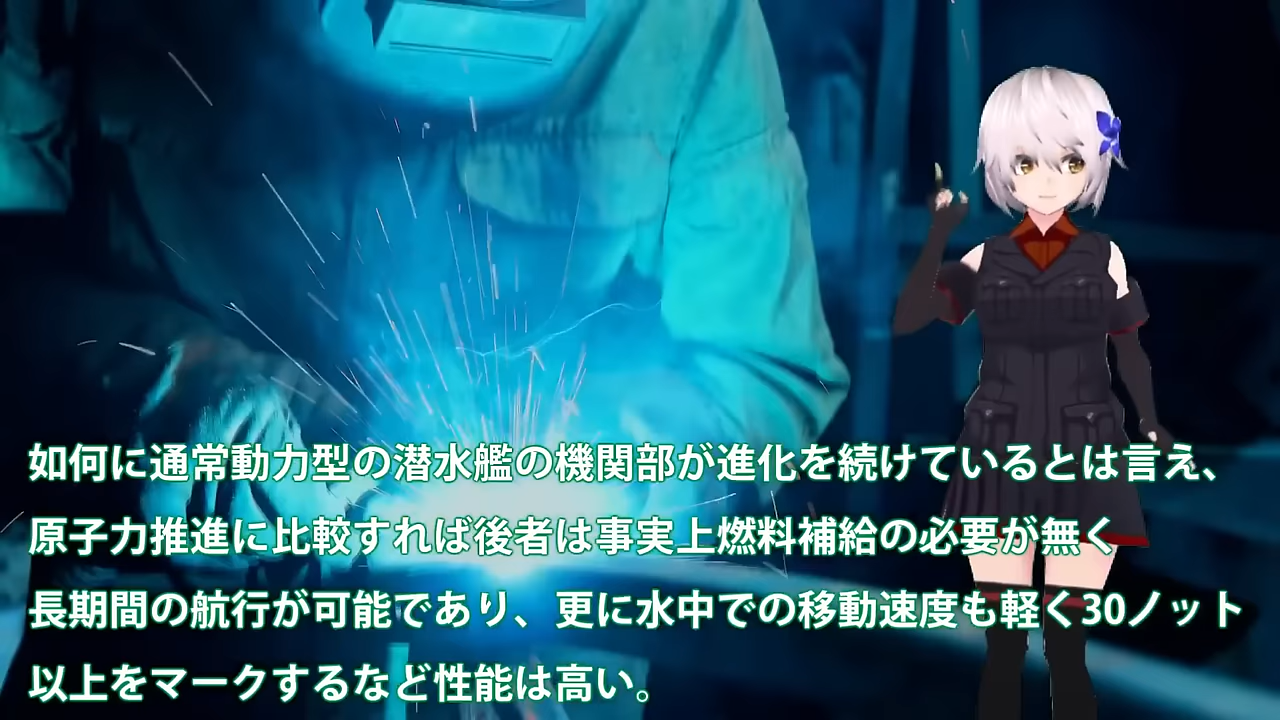 如何に通常動力型の潜水艦の機関部が進化を続けているとは言え、
原子力推進に比較すれば後者は事実上燃料補給の必要が無く
長期間の航行が可能であり、更に水中での移動速度も軽く30ノット
以上をマークするなど性能は高い。